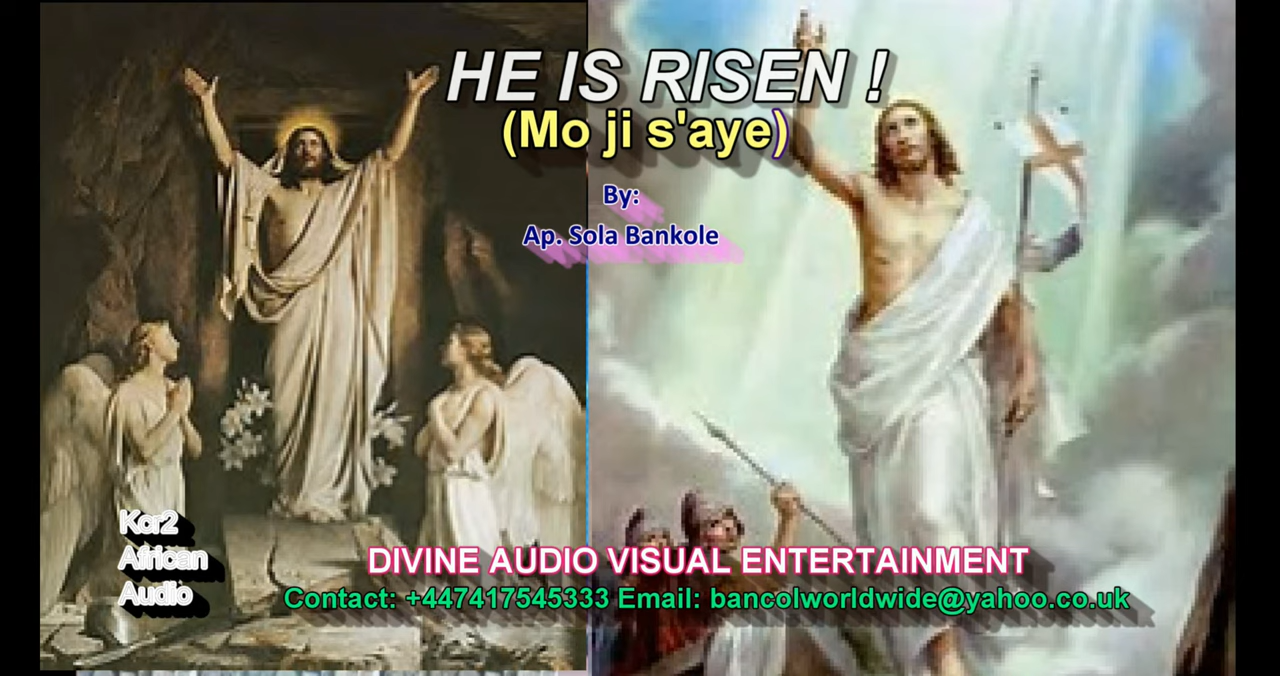 HE IS RISEN !
(Mo ji s'aye)
By:
Ap. Sola Bankole
Kor2
African
Audio
DIVINE AUDIO VISUAL ENTERTAINMENT
Contact: +447417545333 Email: bancolworldwide@yahoo.co.uk